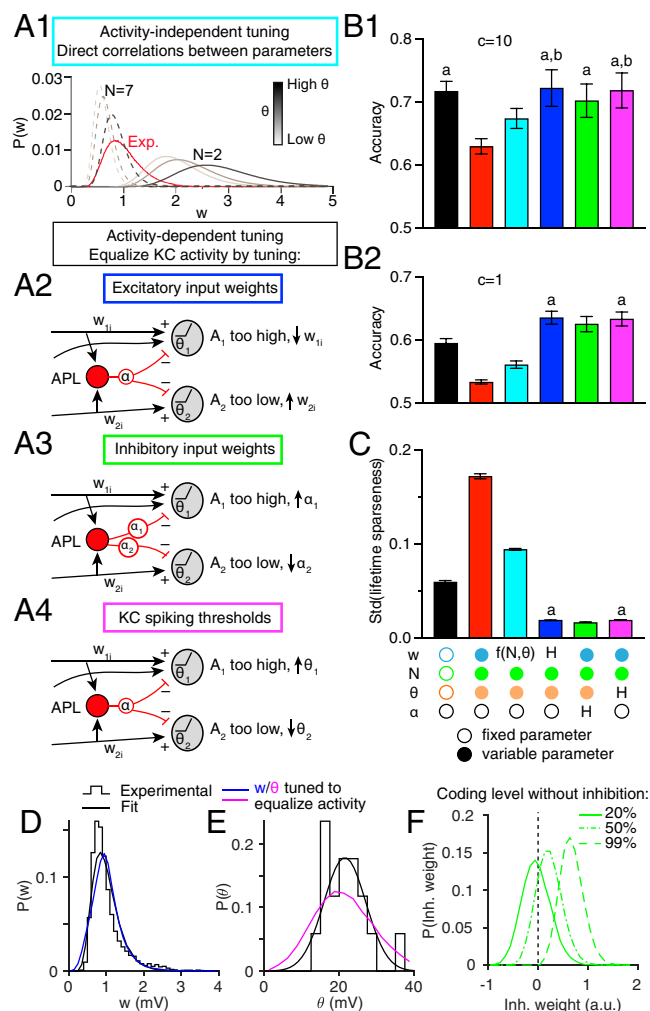 A1
Activity-independent tuning
Direct correlations between parameters
0.03
0.02
0.01
0
P(w)
N=7
Exp.
N=2
θ
High θ
Low θ
0 1 2 3 4 5
w
Activity-dependent tuning
Equalize KC activity by tuning:
A2
Excitatory input weights
w1i
+
θ1
A1 too high, ↓ w1i
APL
α
−
−
θ2
A2 too low, ↑ w2i
w2i
+
A3
Inhibitory input weights
w1i
+
θ1
A1 too high, ↑α1
APL
α1
α2
−
−
θ2
A2 too low, ↓α2
w2i
+
A4
KC spiking thresholds
w1i
+
θ1
A1 too high, ↑θ1
APL
α
−
−
θ2
A2 too low, ↓θ2
w2i
+
B1
c=10
0.8
0.7
0.6
0.5
Accuracy
a
a,b
a
a,b
B2
c=1
0.7
0.6
0.5
Accuracy
a
a
C
0.2
0.1
0.0
Std(lifetime sparseness)
a
a
w f(N,θ) H
N
θ H
α H
fixed parameter
variable parameter
Experimental
Fit
w/θ tuned to
equalize activity
D
P(w)
0.1
0
0 1 2 3 4
w (mV)
E
P(θ)
0.2
0.1
0
0 20 40
θ (mV)
F
Coding level without inhibition:
20%
50%
99%
P(Inh. weight)
0.2
0.15
0.1
0.05
0
-1 0 1 2
Inh. weight (a.u.)